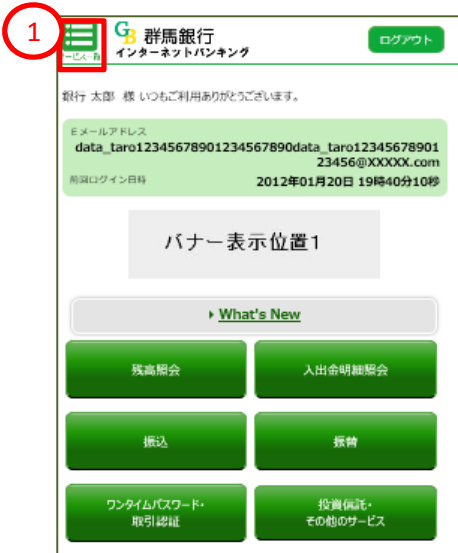 1
サービス一覧
群馬銀行
インターネットバンキング
ログアウト
銀行 太郎 様 いつもご利用ありがとうございます。
Eメールアドレス
data_taro12345678901234567890data_taro12345678901
23456@XXXXX.com
前回ログイン日時
2012年01月20日 19時40分10秒
バナー表示位置1
What's New
残高照会
入出金明細照会
振込
振替
ワンタイムパスワード・
取引認証
投資信託・
その他のサービス